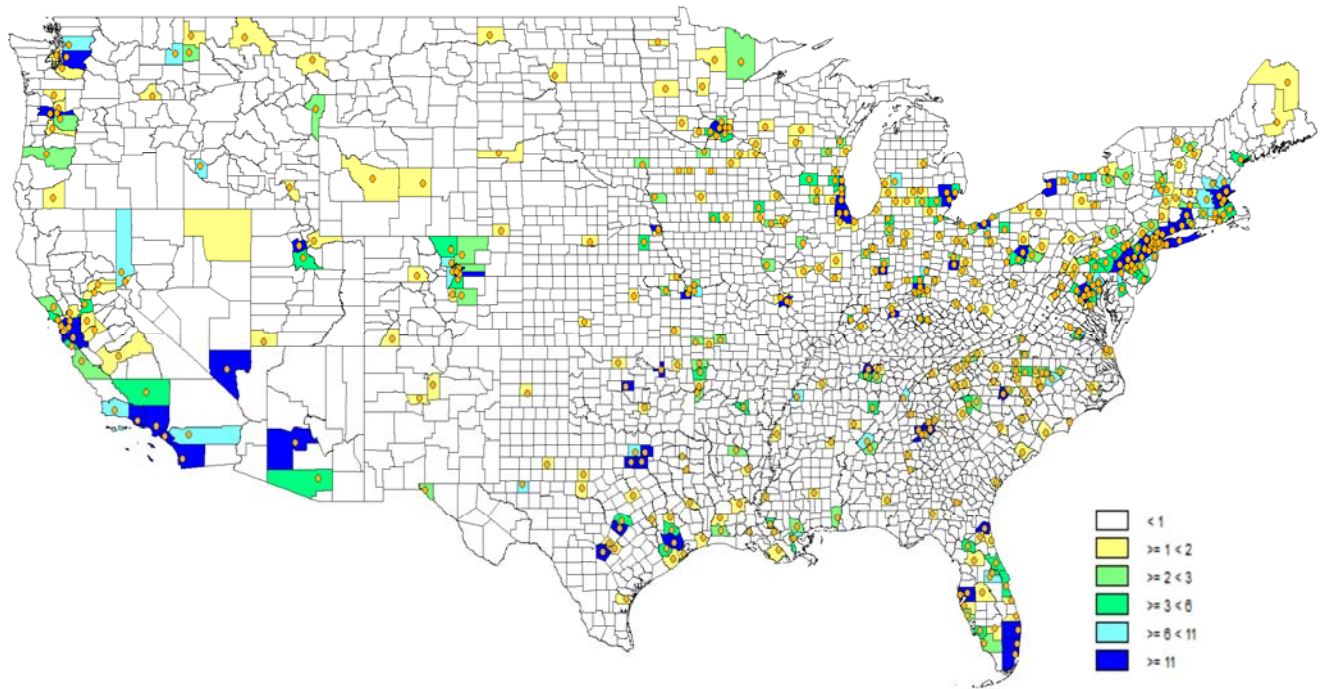 < 1
>= 1 < 2
>= 2 < 3
>= 3 < 6
>= 6 < 11
>= 11